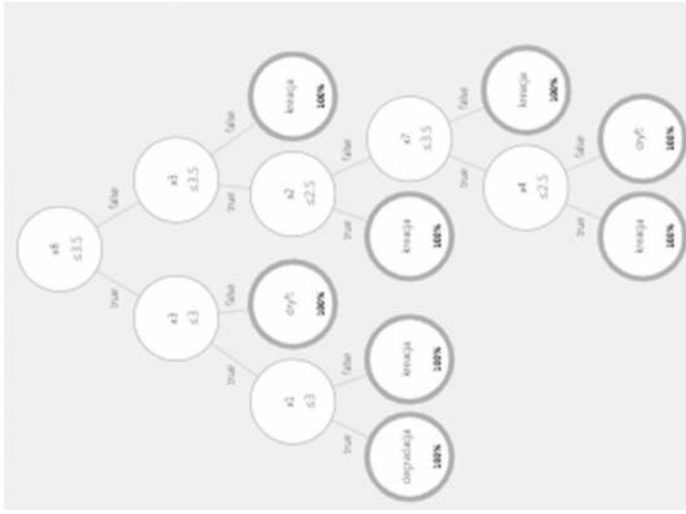 x8
≤3.5
true
false
x3
≤3
x3
≤3.5
true
false
true
false
x1
≤3
dryf
100%
x2
≤2.5
kreacja
100%
true
false
true
false
degradacja
100%
kreacja
100%
kreacja
100%
x7
≤3.5
true
false
x4
≤2.5
kreacja
100%
true
false
kreacja
100%
dryf
100%